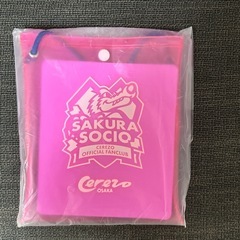 SAKURA
SOCIO
CEREZO
OFFICIAL FANCLUB
Cerezo
OSAKA